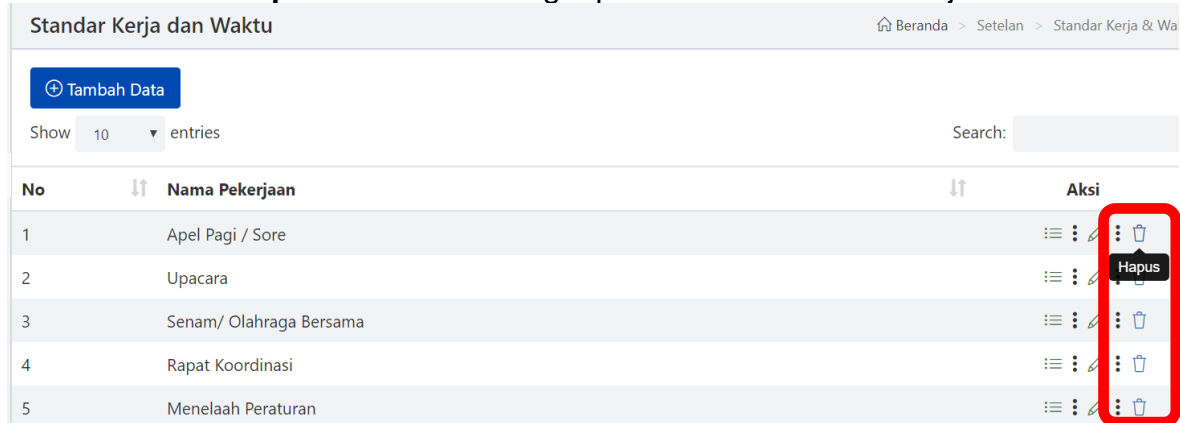 Standar Kerja dan Waktu
Beranda > Setelan > Standar Kerja & Wa
Tambah Data
Show 10 entries
Search:
No Nama Pekerjaan Aksi
1 Apel Pagi / Sore
Hapus
2 Upacara
3 Senam/ Olahraga Bersama
4 Rapat Koordinasi
5 Menelaah Peraturan